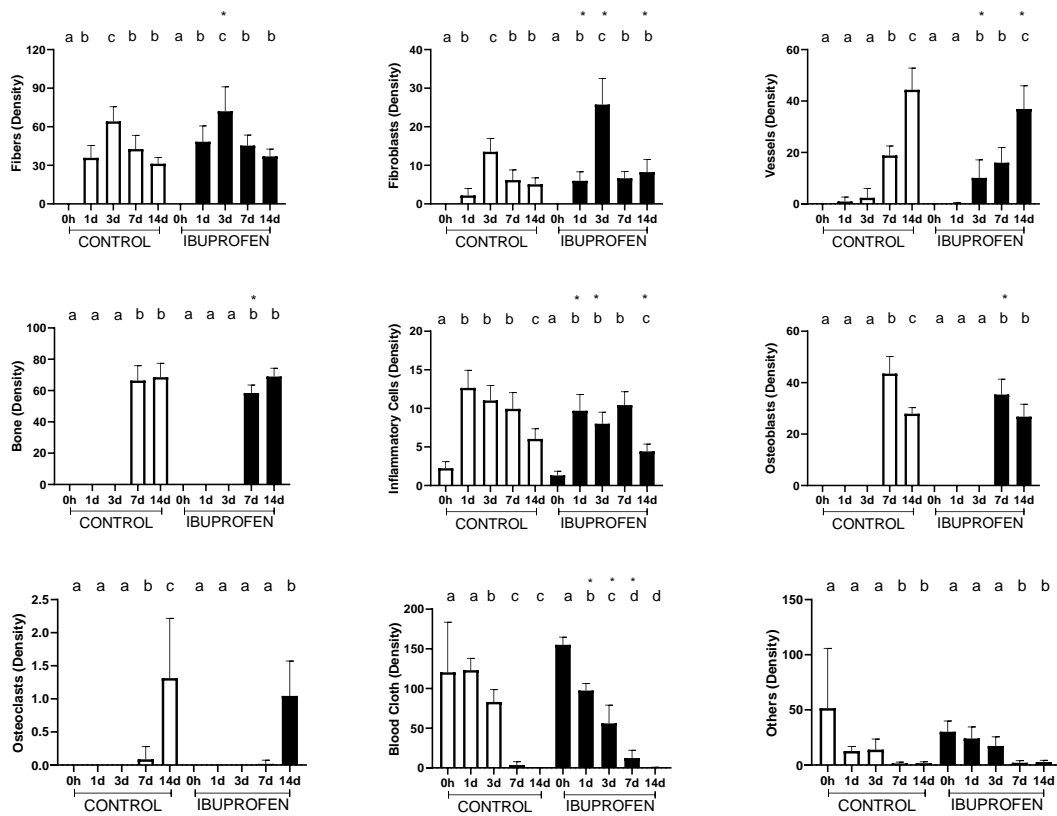 *
a b c b b a b c b b
Fibers (Density)
120
90
60
30
0
0h 1d 3d 7d 14d 0h 1d 3d 7d 14d
CONTROL IBUPROFEN
* * *
a b c b b a b c b b
Fibroblasts (Density)
40
30
20
10
0
0h 1d 3d 7d 14d 0h 1d 3d 7d 14d
CONTROL IBUPROFEN
* *
a a a b c a a b b c
Vessels (Density)
60
40
20
0
0h 1d 3d 7d 14d 0h 1d 3d 7d 14d
CONTROL IBUPROFEN
*
a a a b b a a a b b
Bone (Density)
100
80
60
40
20
0
0h 1d 3d 7d 14d 0h 1d 3d 7d 14d
CONTROL IBUPROFEN
* * *
a b b b c a b b b c
Inflammatory Cells (Density)
20
15
10
5
0
0h 1d 3d 7d 14d 0h 1d 3d 7d 14d
CONTROL IBUPROFEN
*
a a a b c a a a b b
Osteoblasts (Density)
60
40
20
0
0h 1d 3d 7d 14d 0h 1d 3d 7d 14d
CONTROL IBUPROFEN
a a a b c a a a a b
Osteoclasts (Density)
2.5
2.0
1.5
1.0
0.5
0.0
0h 1d 3d 7d 14d 0h 1d 3d 7d 14d
CONTROL IBUPROFEN
* * *
a a b c c a b c d d
Blood Cloth (Density)
200
150
100
50
0
0h 1d 3d 7d 14d 0h 1d 3d 7d 14d
CONTROL IBUPROFEN
a a a b b a a a b b
Others (Density)
150
100
50
0
0h 1d 3d 7d 14d 0h 1d 3d 7d 14d
CONTROL IBUPROFEN